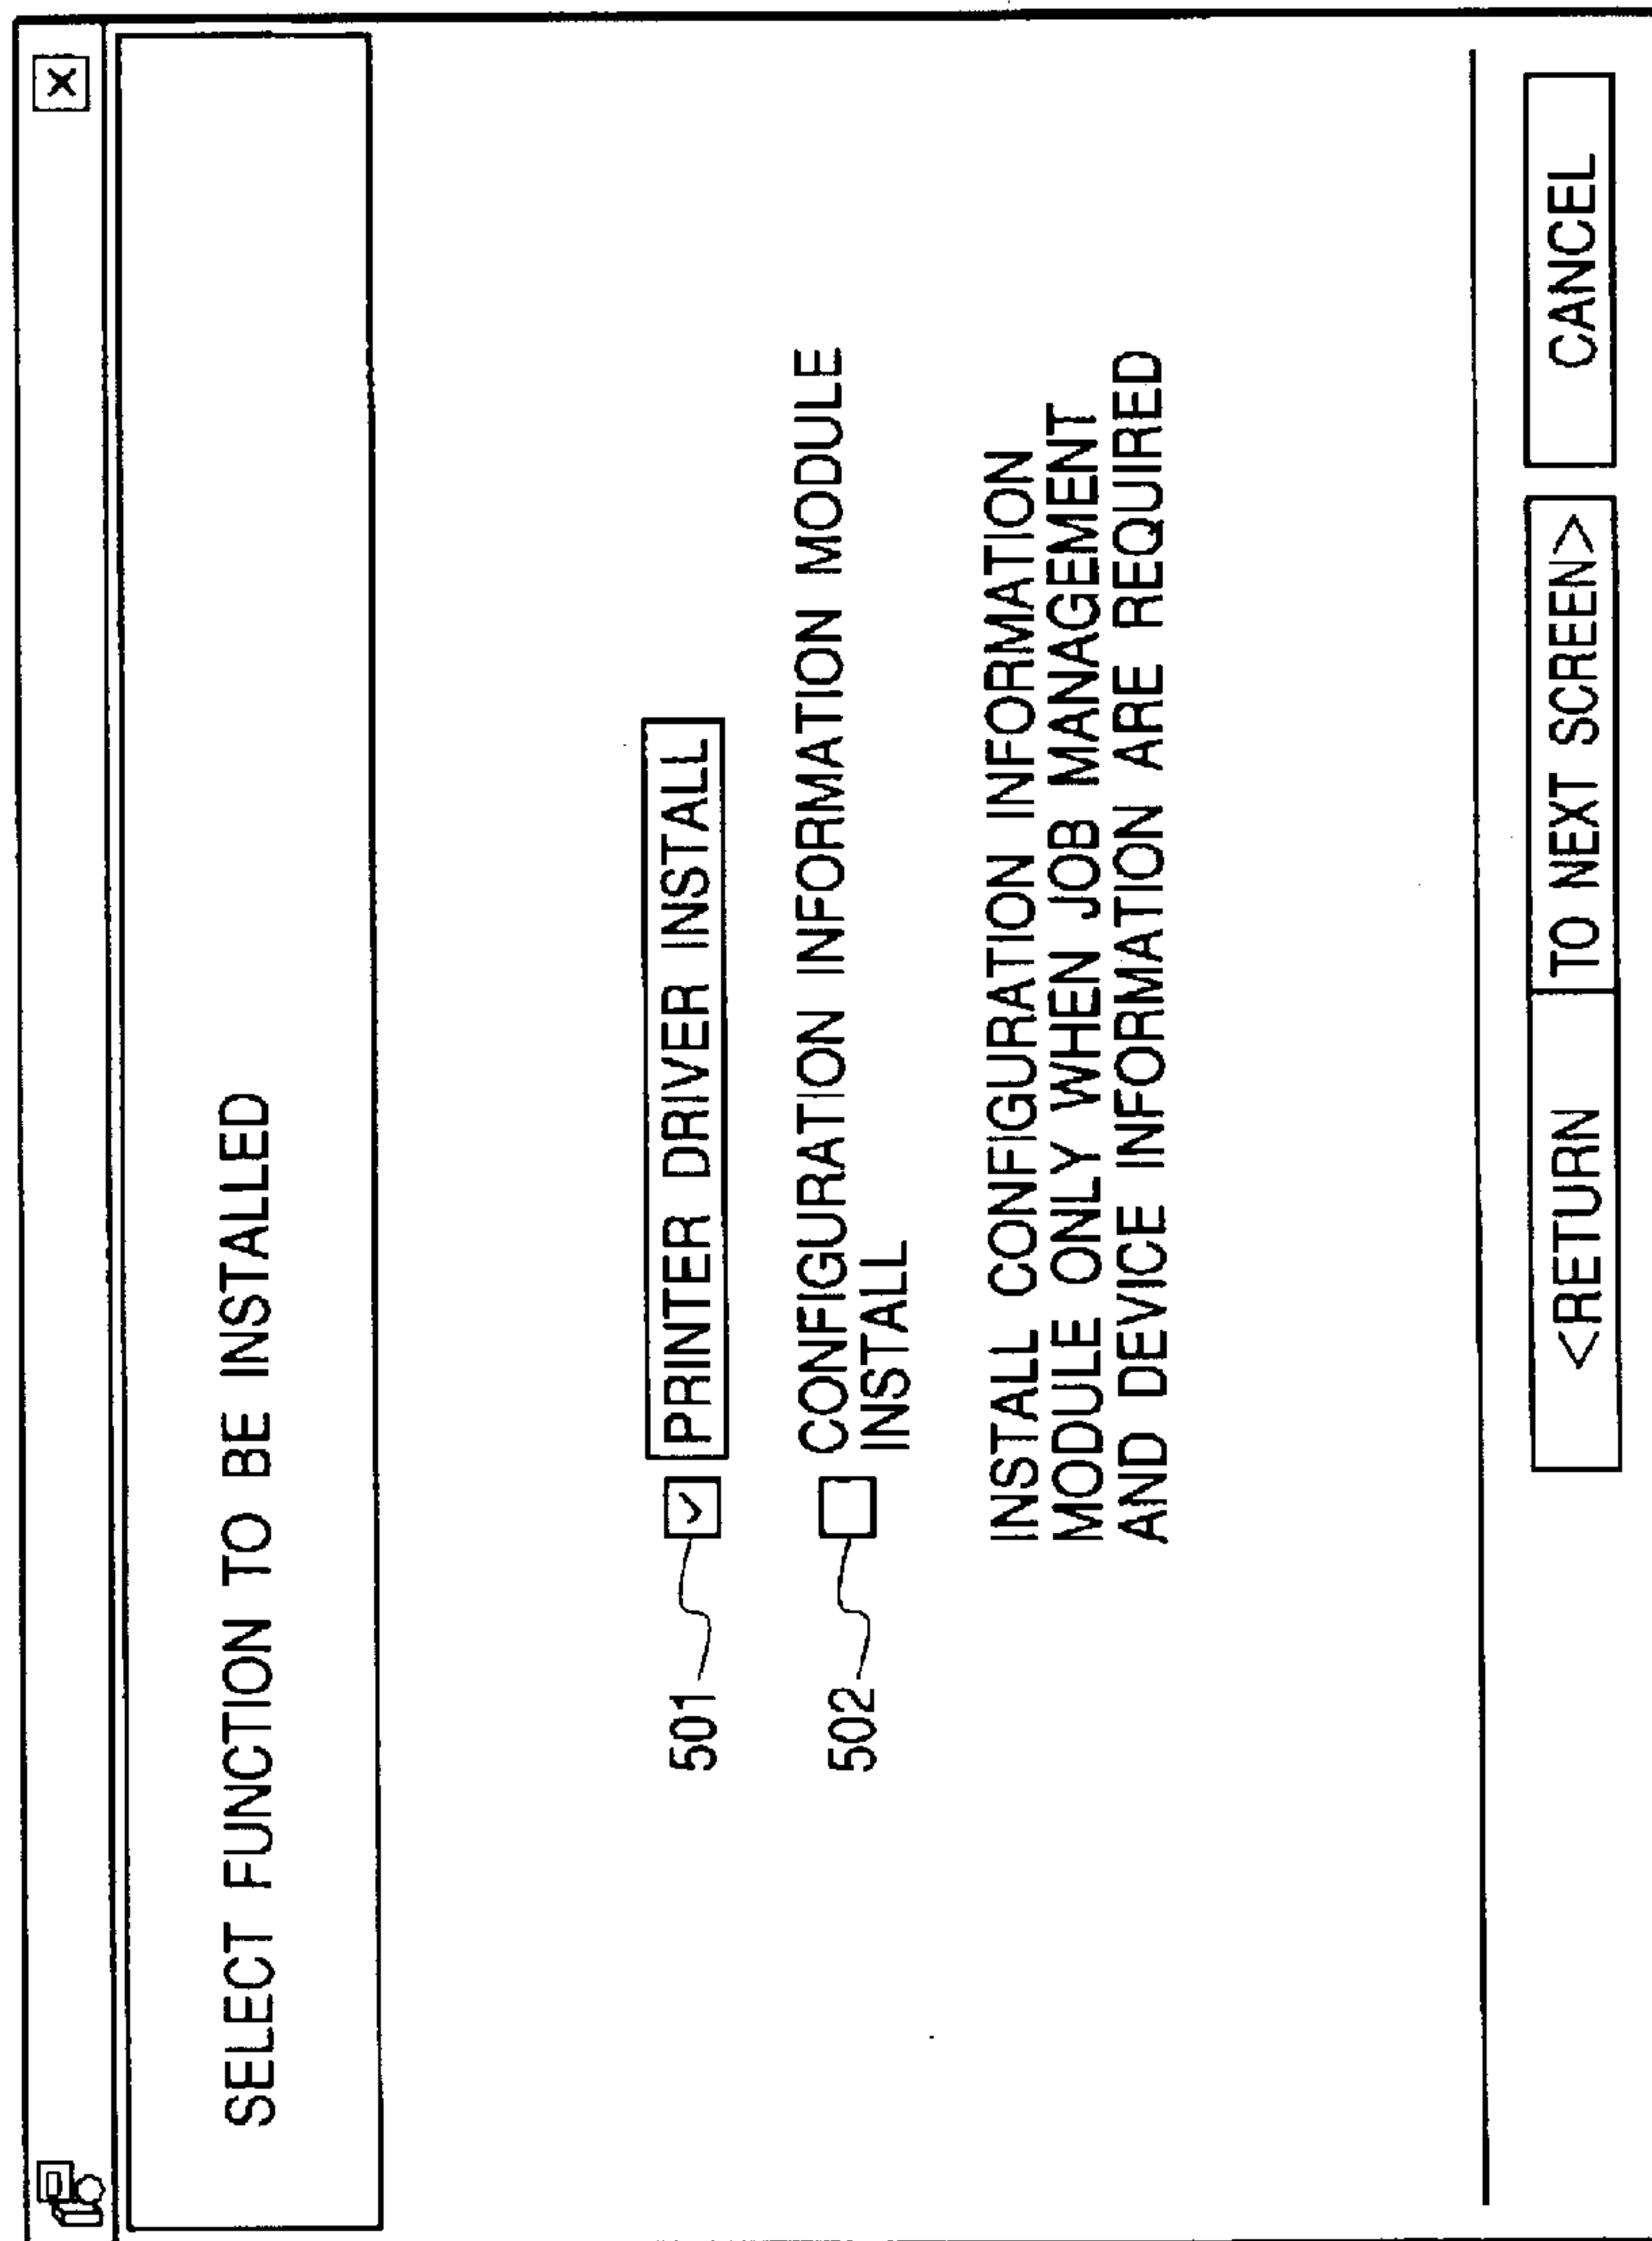 SELECT FUNCTION TO BE INSTALLED
501
PRINTER DRIVER INSTALL
502
CONFIGURATION INFORMATION MODULE
INSTALL
INSTALL CONFIGURATION INFORMATION
MODULE ONLY WHEN JOB MANAGEMENT
AND DEVICE INFORMATION ARE REQUIRED
<RETURN
TO NEXT SCREEN>
CANCEL